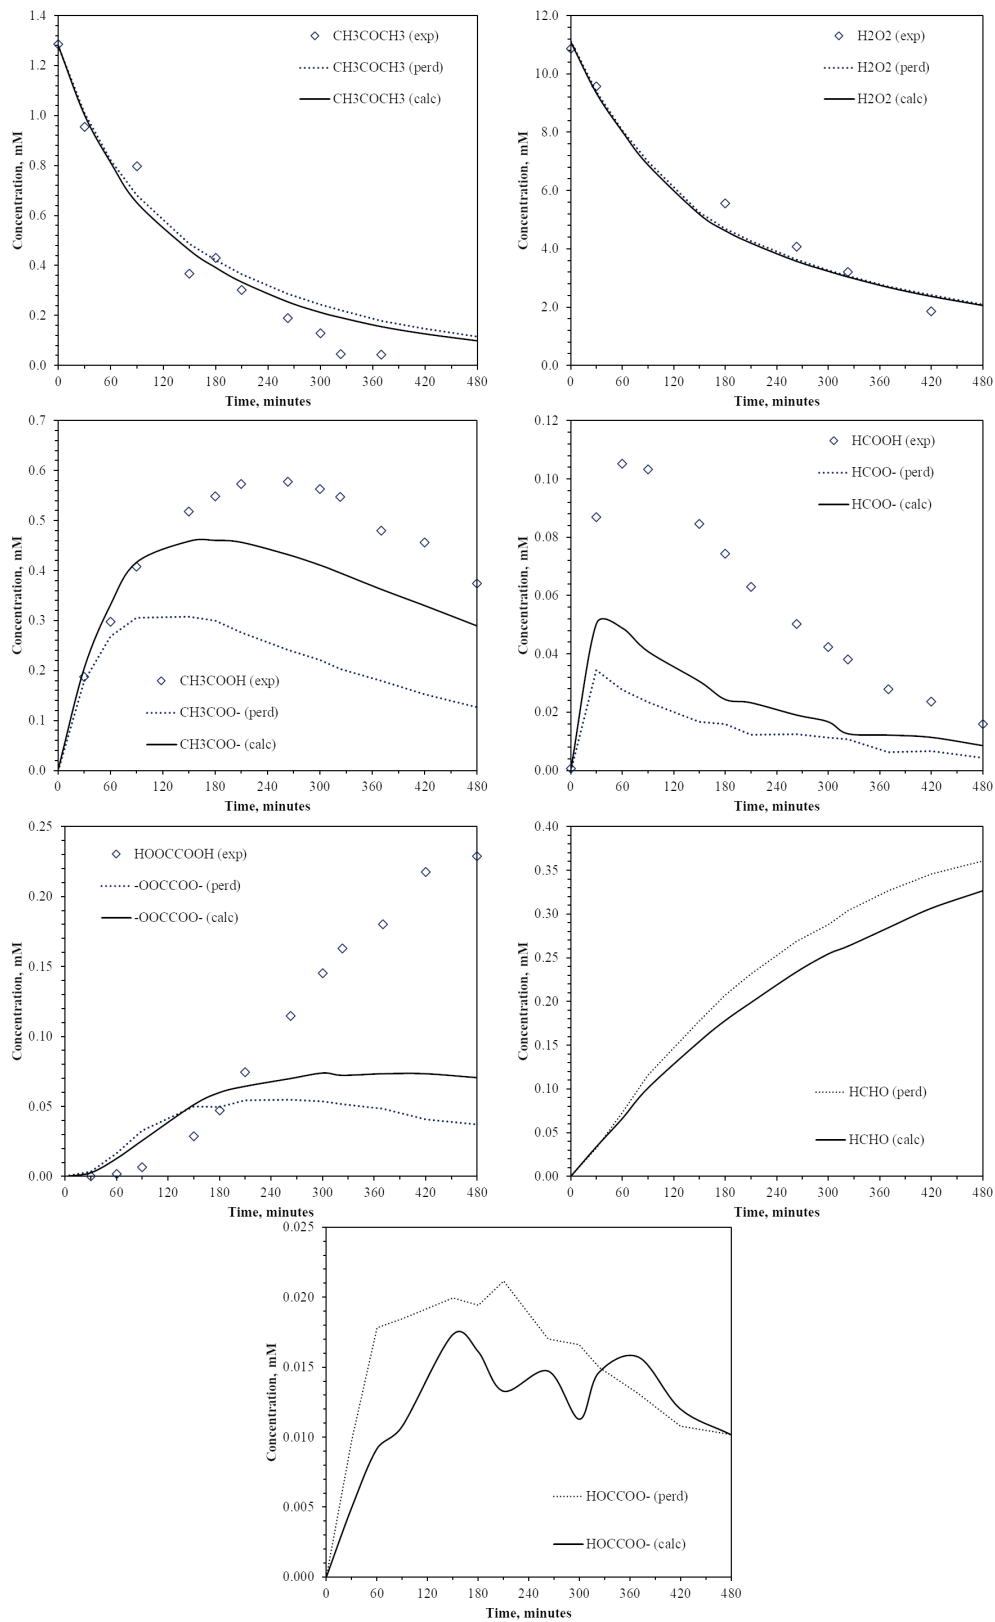 1.4
1.2
1.0
0.8
0.6
0.4
0.2
0.0
Concentration, mM
CH3COCH3 (exp)
CH3COCH3 (perd)
CH3COCH3 (calc)
0 60 120 180 240 300 360 420 480
Time, minutes
12.0
10.0
8.0
6.0
4.0
2.0
0.0
Concentration, mM
H2O2 (exp)
H2O2 (perd)
H2O2 (calc)
0 60 120 180 240 300 360 420 480
Time, minutes
0.7
0.6
0.5
0.4
0.3
0.2
0.1
0.0
Concentration, mM
CH3COOH (exp)
CH3COO- (perd)
CH3COO- (calc)
0 60 120 180 240 300 360 420 480
Time, minutes
0.12
0.10
0.08
0.06
0.04
0.02
0.00
Concentration, mM
HCOOH (exp)
HCOO- (perd)
HCOO- (calc)
0 60 120 180 240 300 360 420 480
Time, minutes
0.25
0.20
0.15
0.10
0.05
0.00
Concentration, mM
HOOCCOOH (exp)
-OOCCOO- (perd)
-OOCCOO- (calc)
0 60 120 180 240 300 360 420 480
Time, minutes
0.40
0.35
0.30
0.25
0.20
0.15
0.10
0.05
0.00
Concentration, mM
HCHO (perd)
HCHO (calc)
0 60 120 180 240 300 360 420 480
Time, minutes
0.025
0.020
0.015
0.010
0.005
0.000
Concentration, mM
HOCCOO- (perd)
HOCCOO- (calc)
0 60 120 180 240 300 360 420 480
Time, minutes